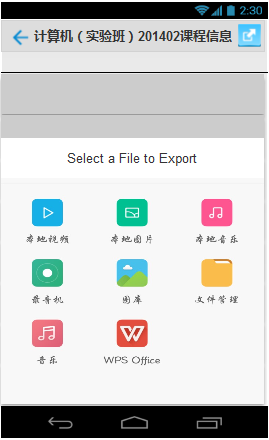 2:30
计算机（实验班）201402课程信息
Select a File to Export
本地视频 本地图片 本地音乐
录音机 图库 文件管理
音乐 WPS Office